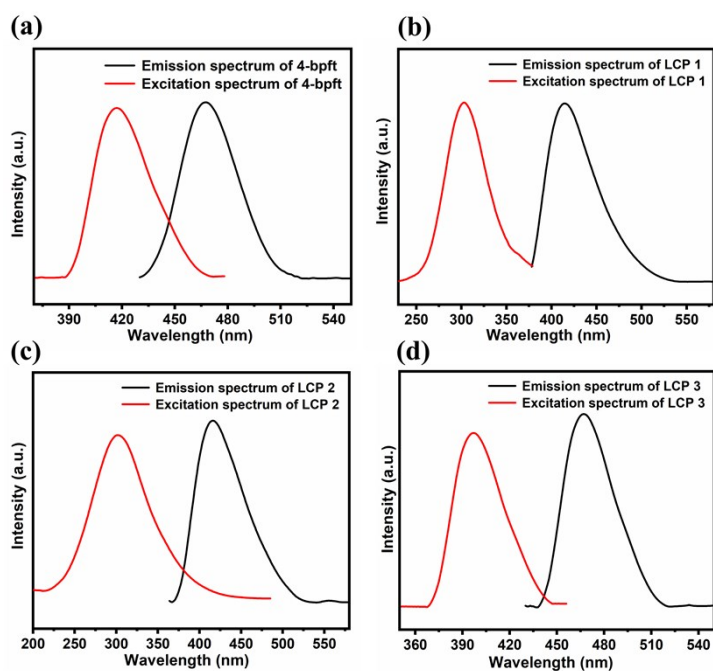 (a)
Emission spectrum of 4-bpft
Excitation spectrum of 4-bpft
Intensity (a.u.)
390 420 450 480 510 540
Wavelength (nm)
(b)
Emission spectrum of LCP 1
Excitation spectrum of LCP 1
Intensity (a.u.)
250 300 350 400 450 500 550
Wavelength (nm)
(c)
Emission spectrum of LCP 2
Excitation spectrum of LCP 2
Intensity (a.u.)
200 250 300 350 400 450 500 550
Wavelength (nm)
(d)
Emission spectrum of LCP 3
Excitation spectrum of LCP 3
Intensity (a.u.)
360 390 420 450 480 510 540
Wavelength (nm)